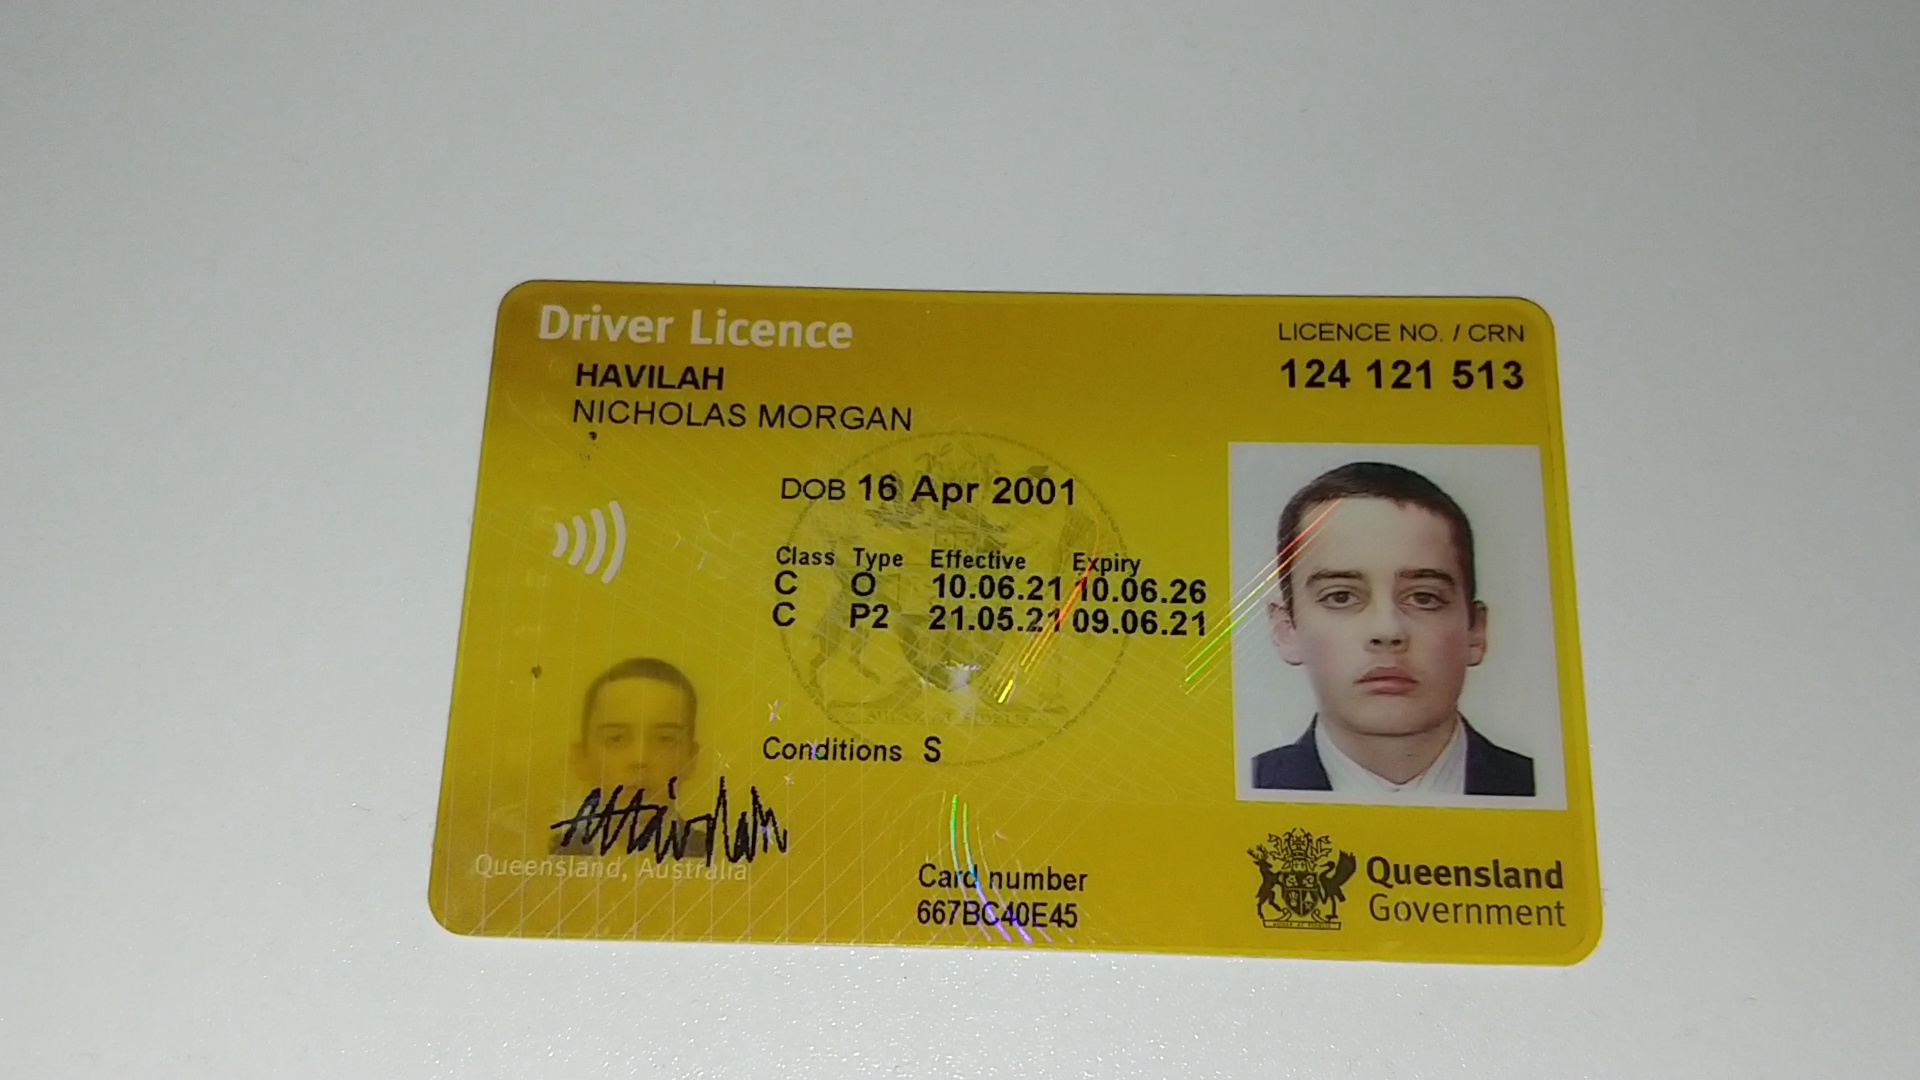 Driver Licence
LICENCE NO. / CRN
HAVILAH
124 121 513
NICHOLAS MORGAN
DOB 16 Apr 2001
Class Type Effective Expiry
C O 10.06.21 10.06.26
C P2 21.05.21 09.06.21
Conditions S
Queensland, Australia
Card number
667BC40E45
Queensland
Government